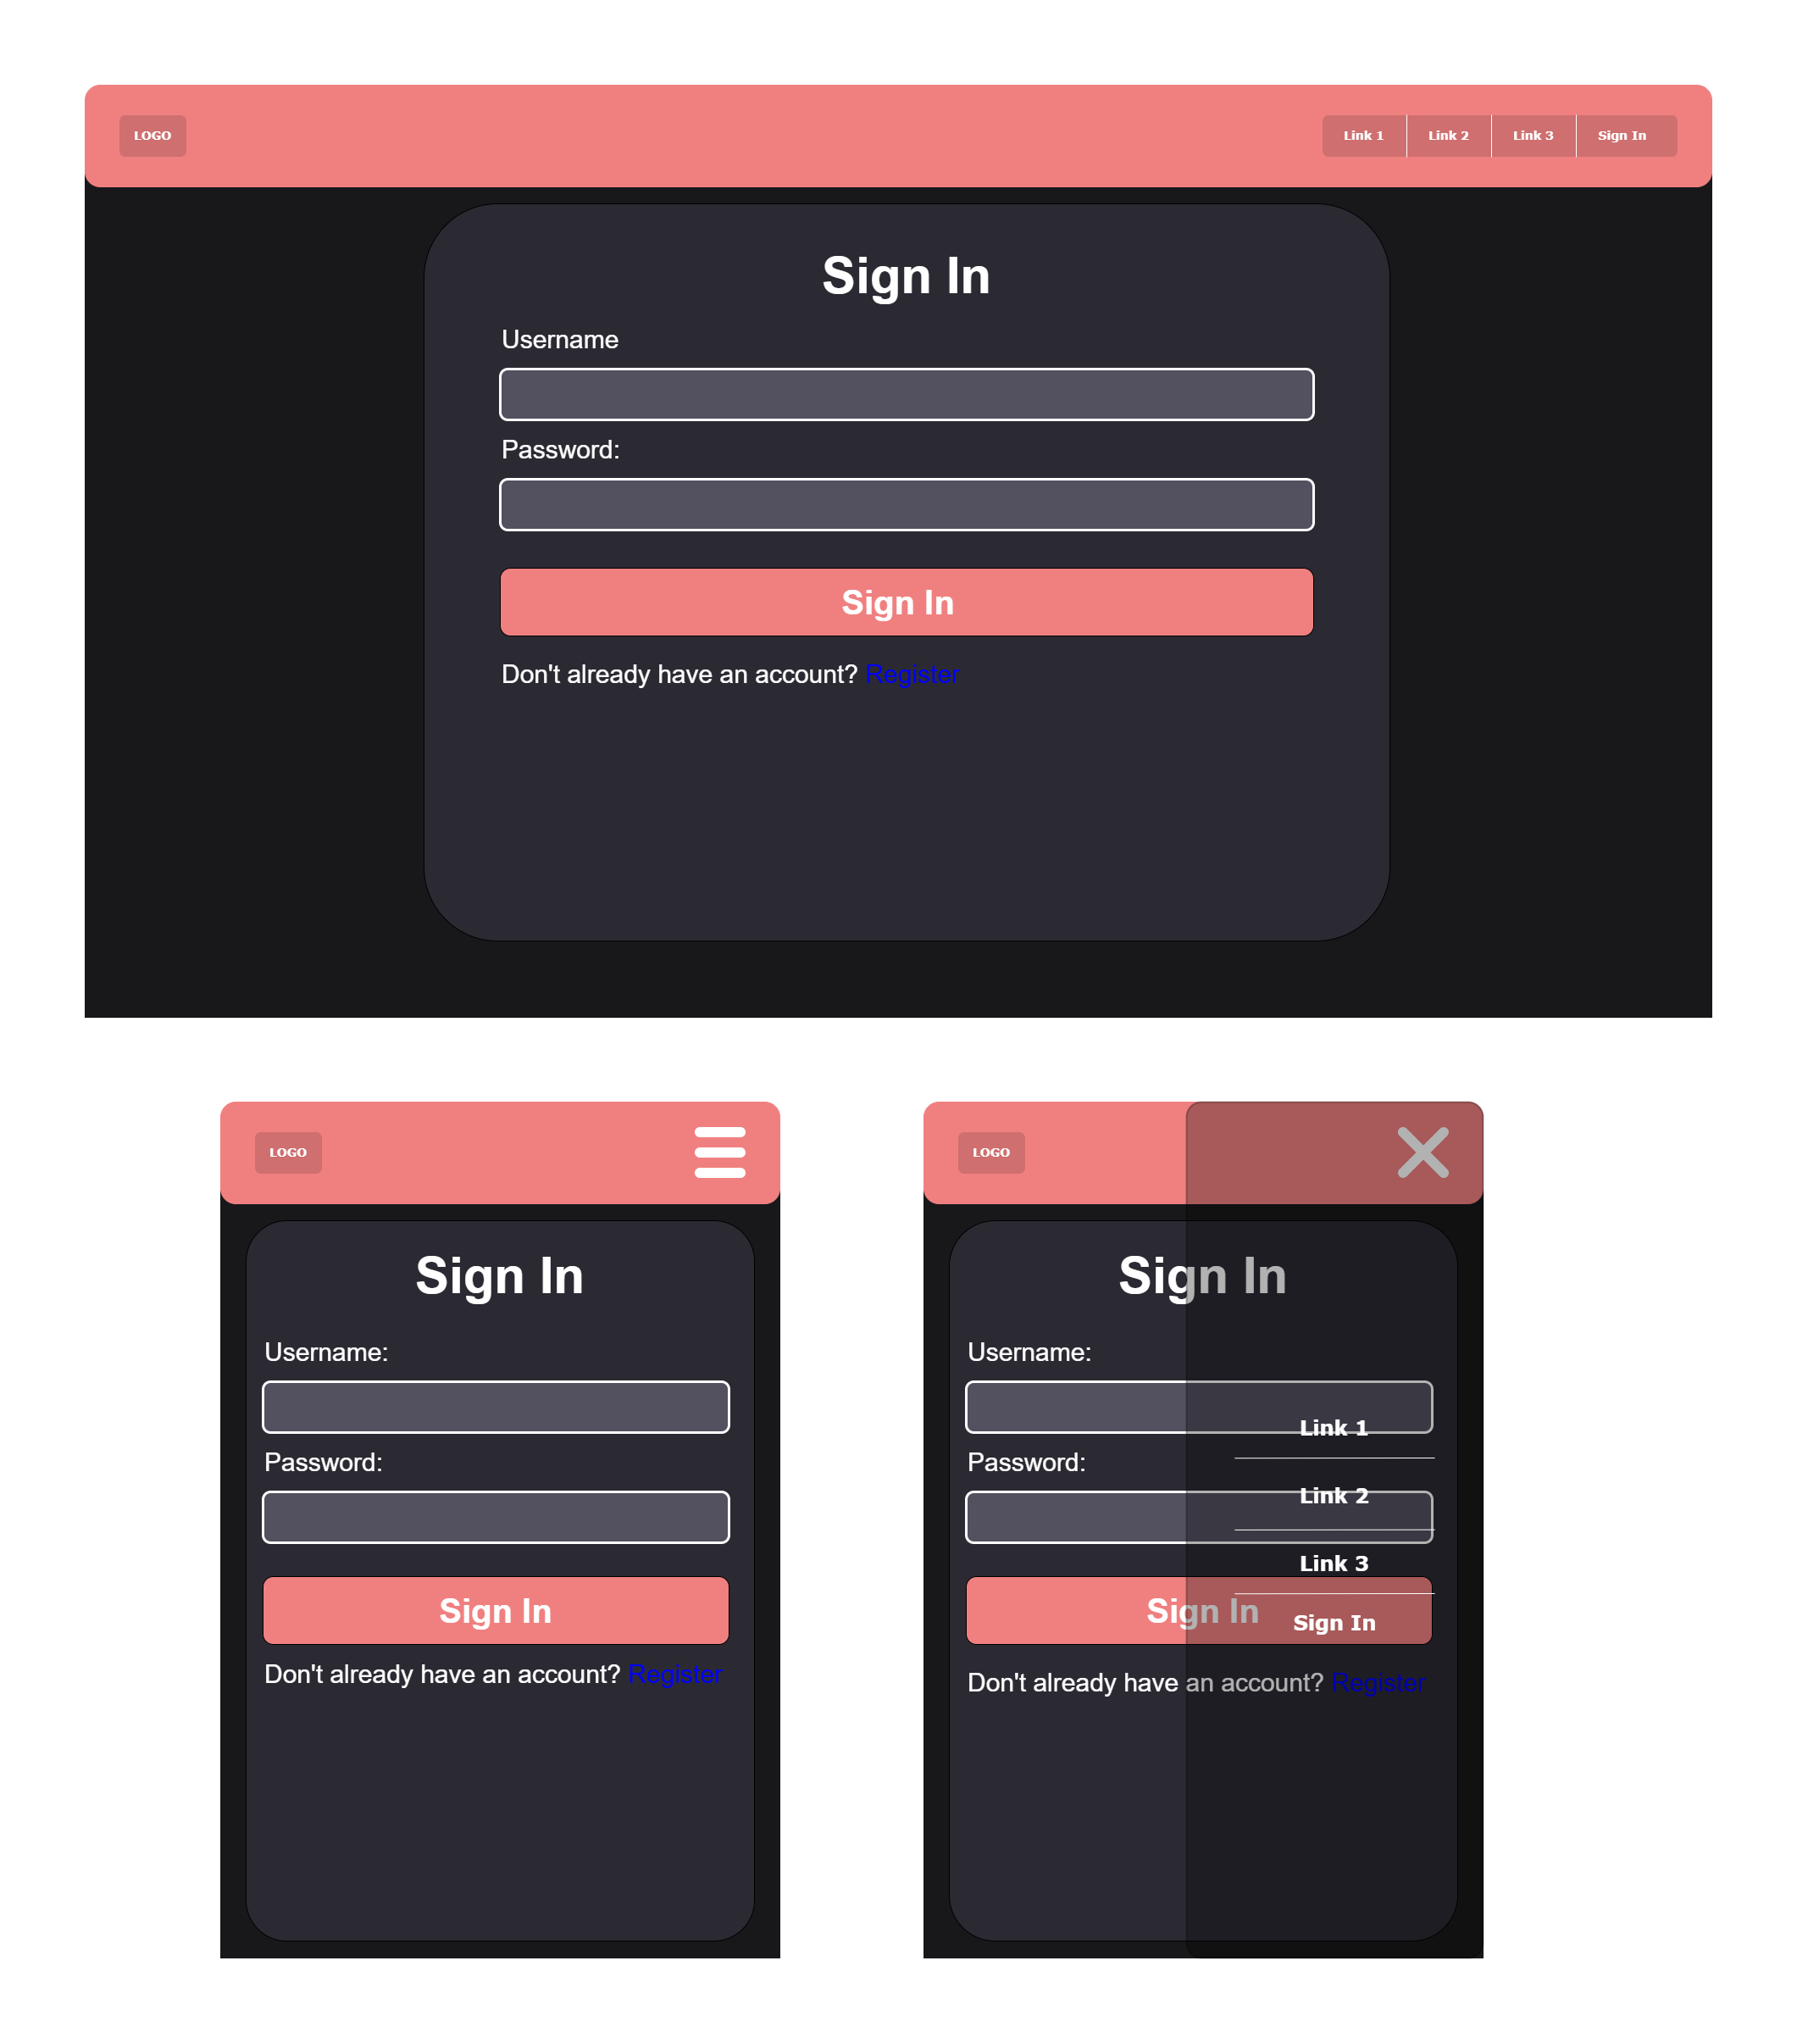 LOGO
Link 1 Link 2 Link 3 Sign In
Sign In
Username
Password:
Sign In
Don't already have an account? Register
LOGO
Sign In
Username:
Password:
Sign In
Don't already have an account? Register
LOGO
Sign In
Username:
Link 1
Password:
Link 2
Link 3
Sign In
Sign In
Don't already have an account? Register